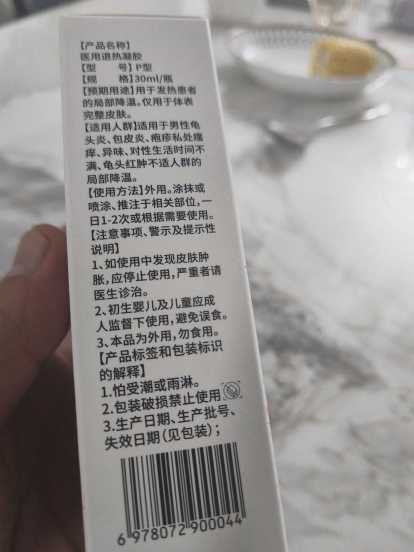 【产品名称】
医用退热凝胶
【型 号】P型
【规 格】30ml/瓶
【预期用途】用于发热患者
的局部降温。仅用于体表
完整皮肤。
【适用人群】适用于男性龟
头炎、包皮炎、疱疹私处瘙
痒、异味、对性生活时间不
满、龟头红肿不适人群的
局部降温。
【使用方法】外用。涂抹或
喷涂、推注于相关部位，一
日1-2次或根据需要使用。
【注意事项、警示及提示性
说明】
1、如使用中发现皮肤肿
胀，应停止使用，严重者请
医生诊治。
2、初生婴儿及儿童应成
人监督下使用，避免误食。
3、本品为外用，勿食用。
【产品标签和包装标识
的解释】
1.怕受潮或雨淋。
2.包装破损禁止使用
3.生产日期、生产批号、
失效日期（见包装）；
6 978072 900044